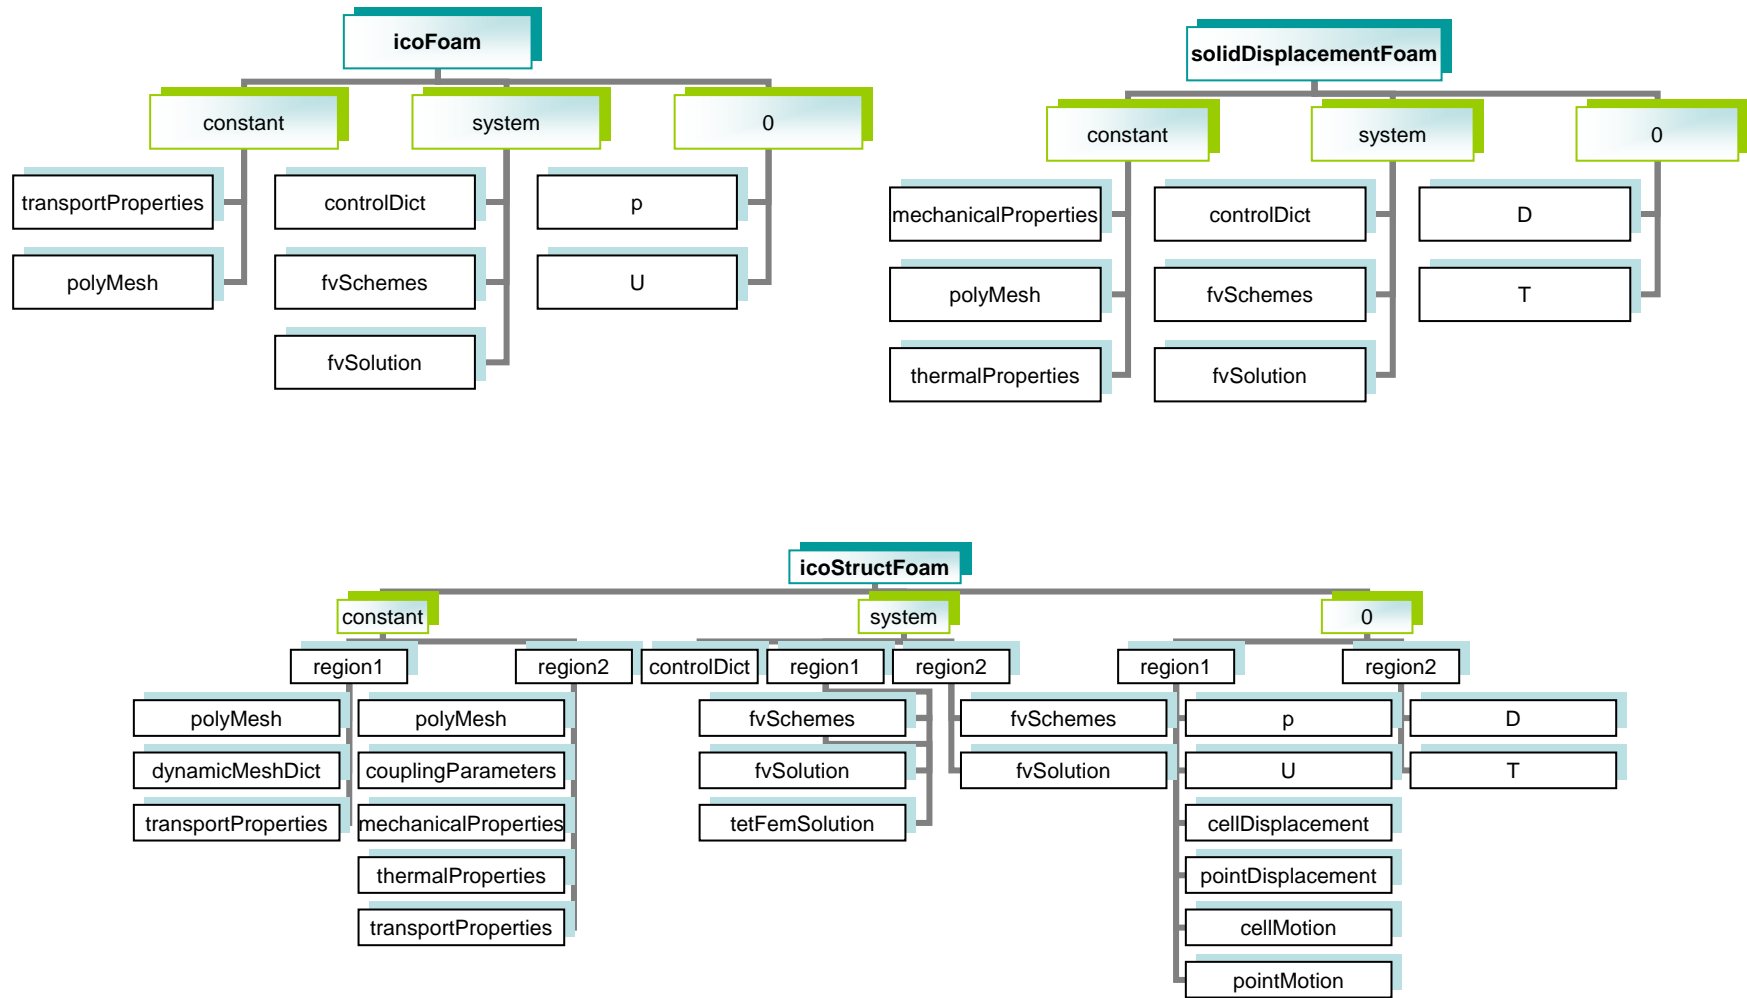 icoFoam
constant
system
0
transportProperties
controlDict
p
polyMesh
fvSchemes
U
fvSolution
solidDisplacementFoam
constant
system
0
mechanicalProperties
controlDict
D
polyMesh
fvSchemes
T
thermalProperties
fvSolution
icoStructFoam
constant
system
0
region1
region2
controlDict
region1
region2
region1
region2
polyMesh
polyMesh
fvSchemes
fvSchemes
p
D
dynamicMeshDict
couplingParameters
fvSolution
fvSolution
U
T
transportProperties
mechanicalProperties
tetFemSolution
cellDisplacement
thermalProperties
pointDisplacement
transportProperties
cellMotion
pointMotion